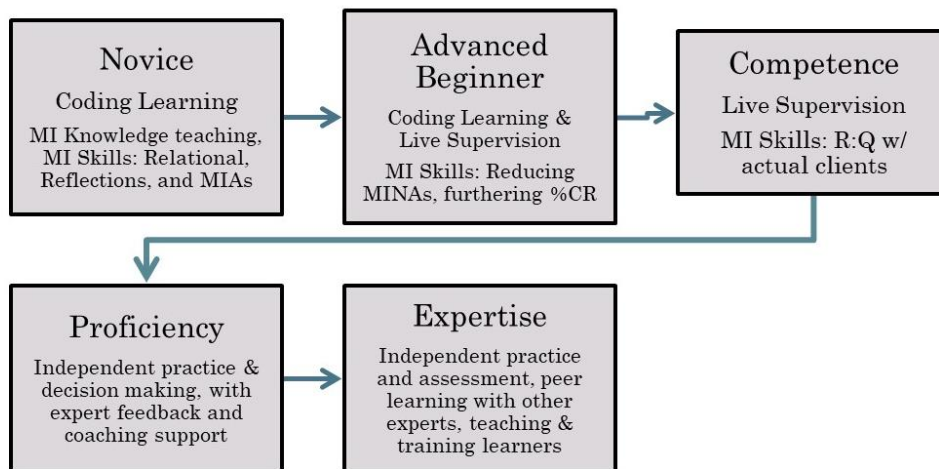 Novice
Coding Learning
MI Knowledge teaching,
MI Skills: Relational,
Reflections, and MIAs
Advanced
Beginner
Coding Learning &
Live Supervision
MI Skills: Reducing
MINAs, furthering %CR
Competence
Live Supervision
MI Skills: R:Q w/
actual clients
Proficiency
Independent practice &
decision making, with
expert feedback and
coaching support
Expertise
Independent practice
and assessment, peer
learning with other
experts, teaching &
training learners